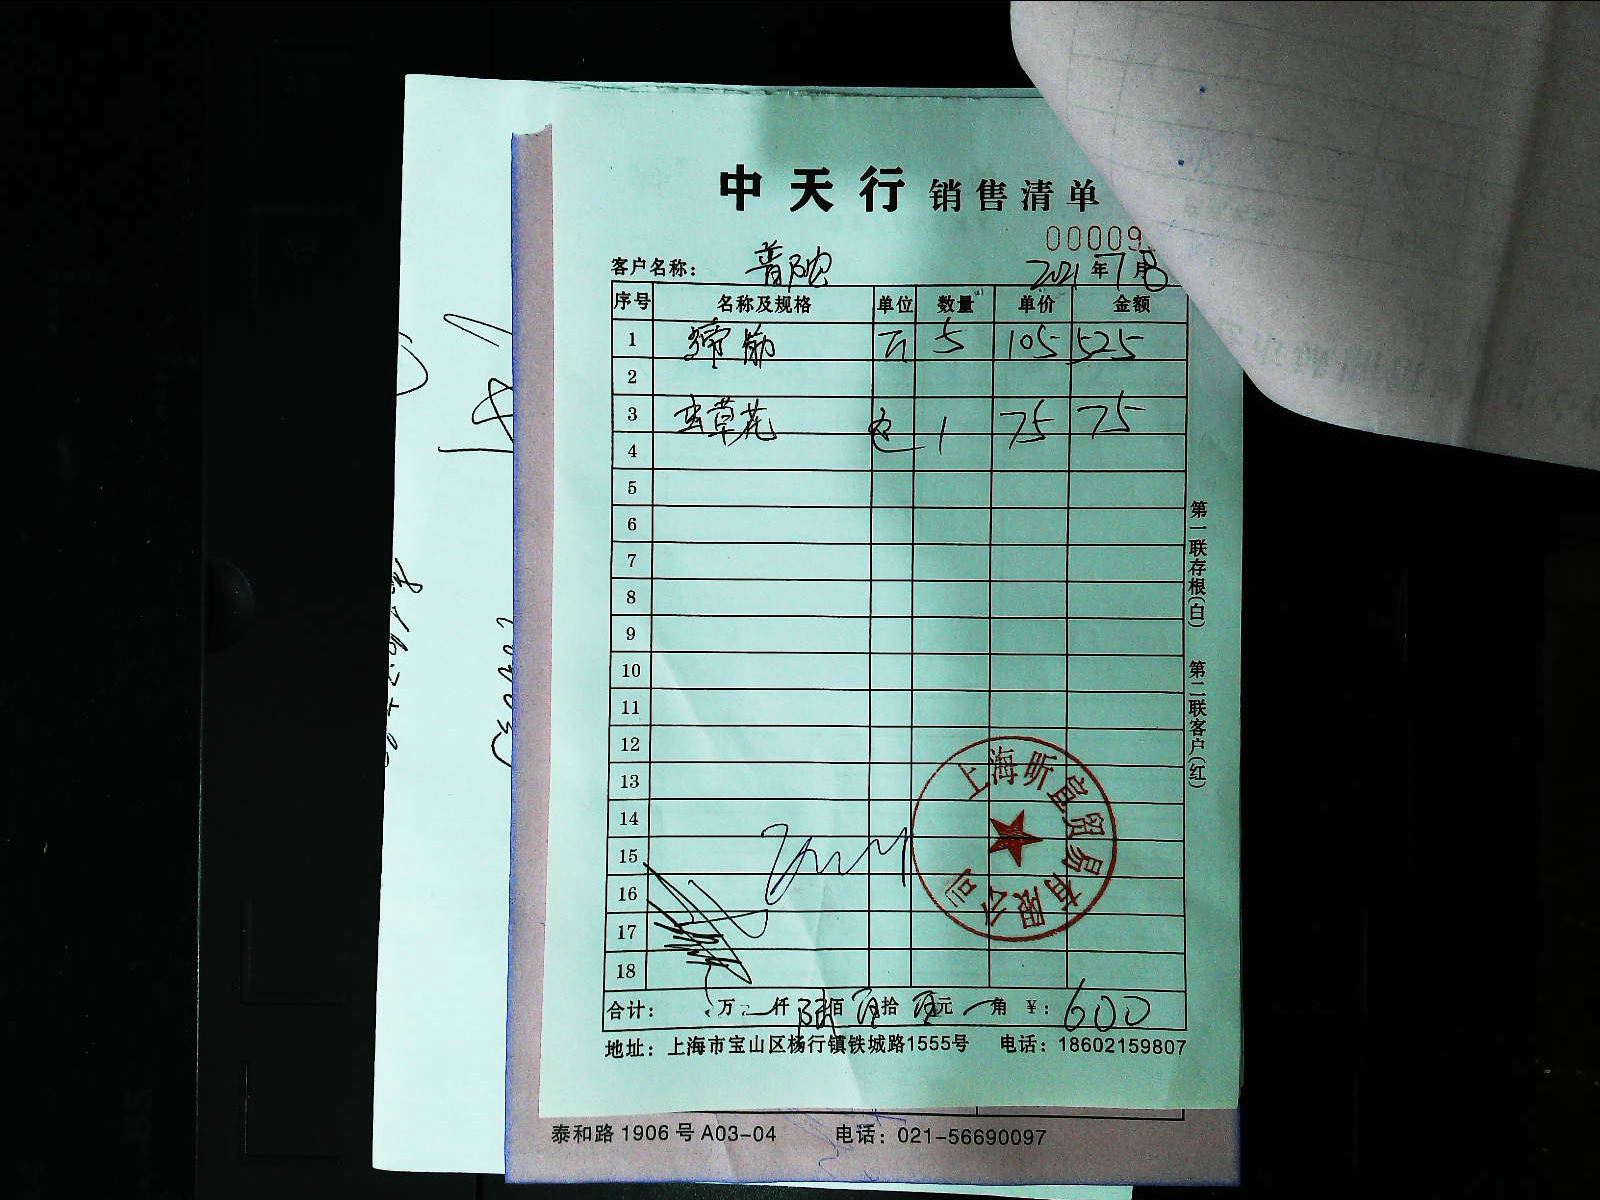 中天行 销售清单
00009
客户名称： 普陀 2021年7月8
序号 名称及规格 单位 数量 单价 金额
1 蹄筋 斤 5 105 525
2
3 虫草花 包 1 75 75
4
5
6
7
8
9
10
11
12
13
14
15
16
17
18
合计： 万 仟 陆佰 零拾 零元 角 ￥：600
地址：上海市宝山区杨行镇铁城路1555号 电话：18602159807
第一联存根(白) 第二联客户(红)
上海昕宣贸易有限公司
泰和路1906号A03-04 电话：021-56690097